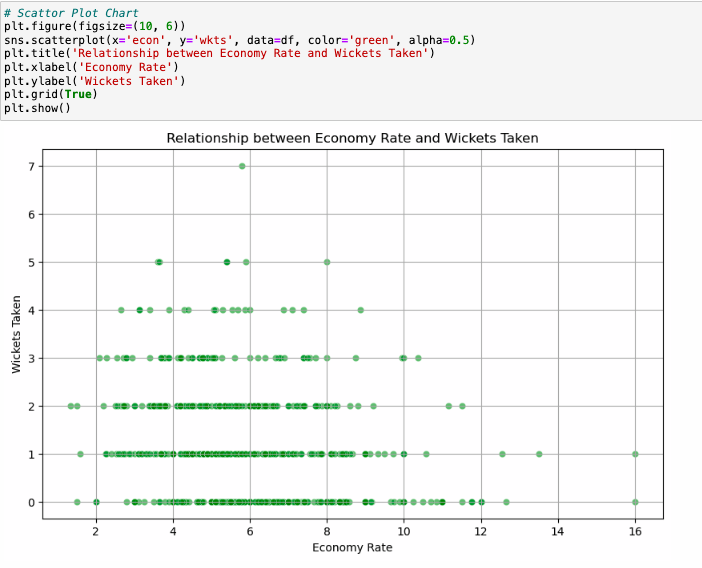 # Scattor Plot Chart
plt.figure(figsize=(10, 6))
sns.scatterplot(x='econ', y='wkts', data=df, color='green', alpha=0.5)
plt.title('Relationship between Economy Rate and Wickets Taken')
plt.xlabel('Economy Rate')
plt.ylabel('Wickets Taken')
plt.grid(True)
plt.show()
Relationship between Economy Rate and Wickets Taken
7
6
5
4
3
2
1
0
Wickets Taken
2 4 6 8 10 12 14 16
Economy Rate